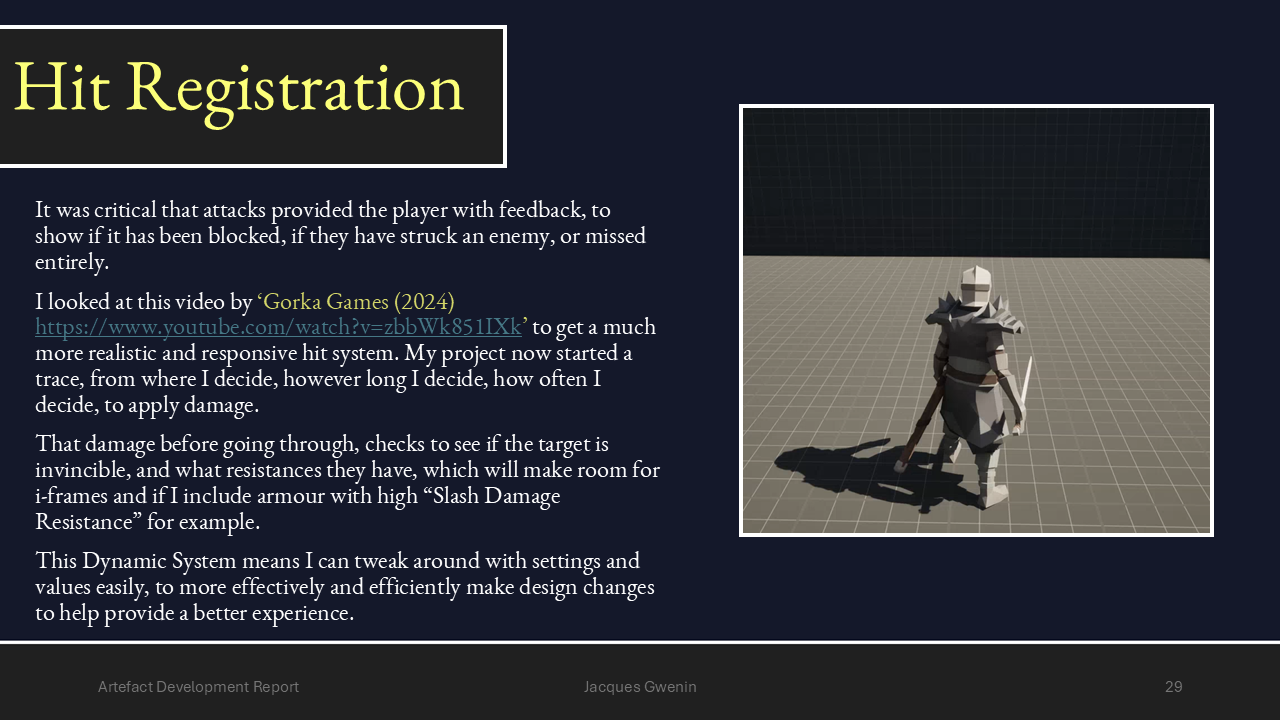 Hit Registration
It was critical that attacks provided the player with feedback, to
show if it has been blocked, if they have struck an enemy, or missed
entirely.
I looked at this video by ‘Gorka Games (2024)
https://www.youtube.com/watch?v=zbbWk851IXk’ to get a much
more realistic and responsive hit system. My project now started a
trace, from where I decide, however long I decide, how often I
decide, to apply damage.
That damage before going through, checks to see if the target is
invincible, and what resistances they have, which will make room for
i-frames and if I include armour with high “Slash Damage
Resistance” for example.
This Dynamic System means I can tweak around with settings and
values easily, to more effectively and efficiently make design changes
to help provide a better experience.
Artefact Development Report
Jacques Gwenin
29